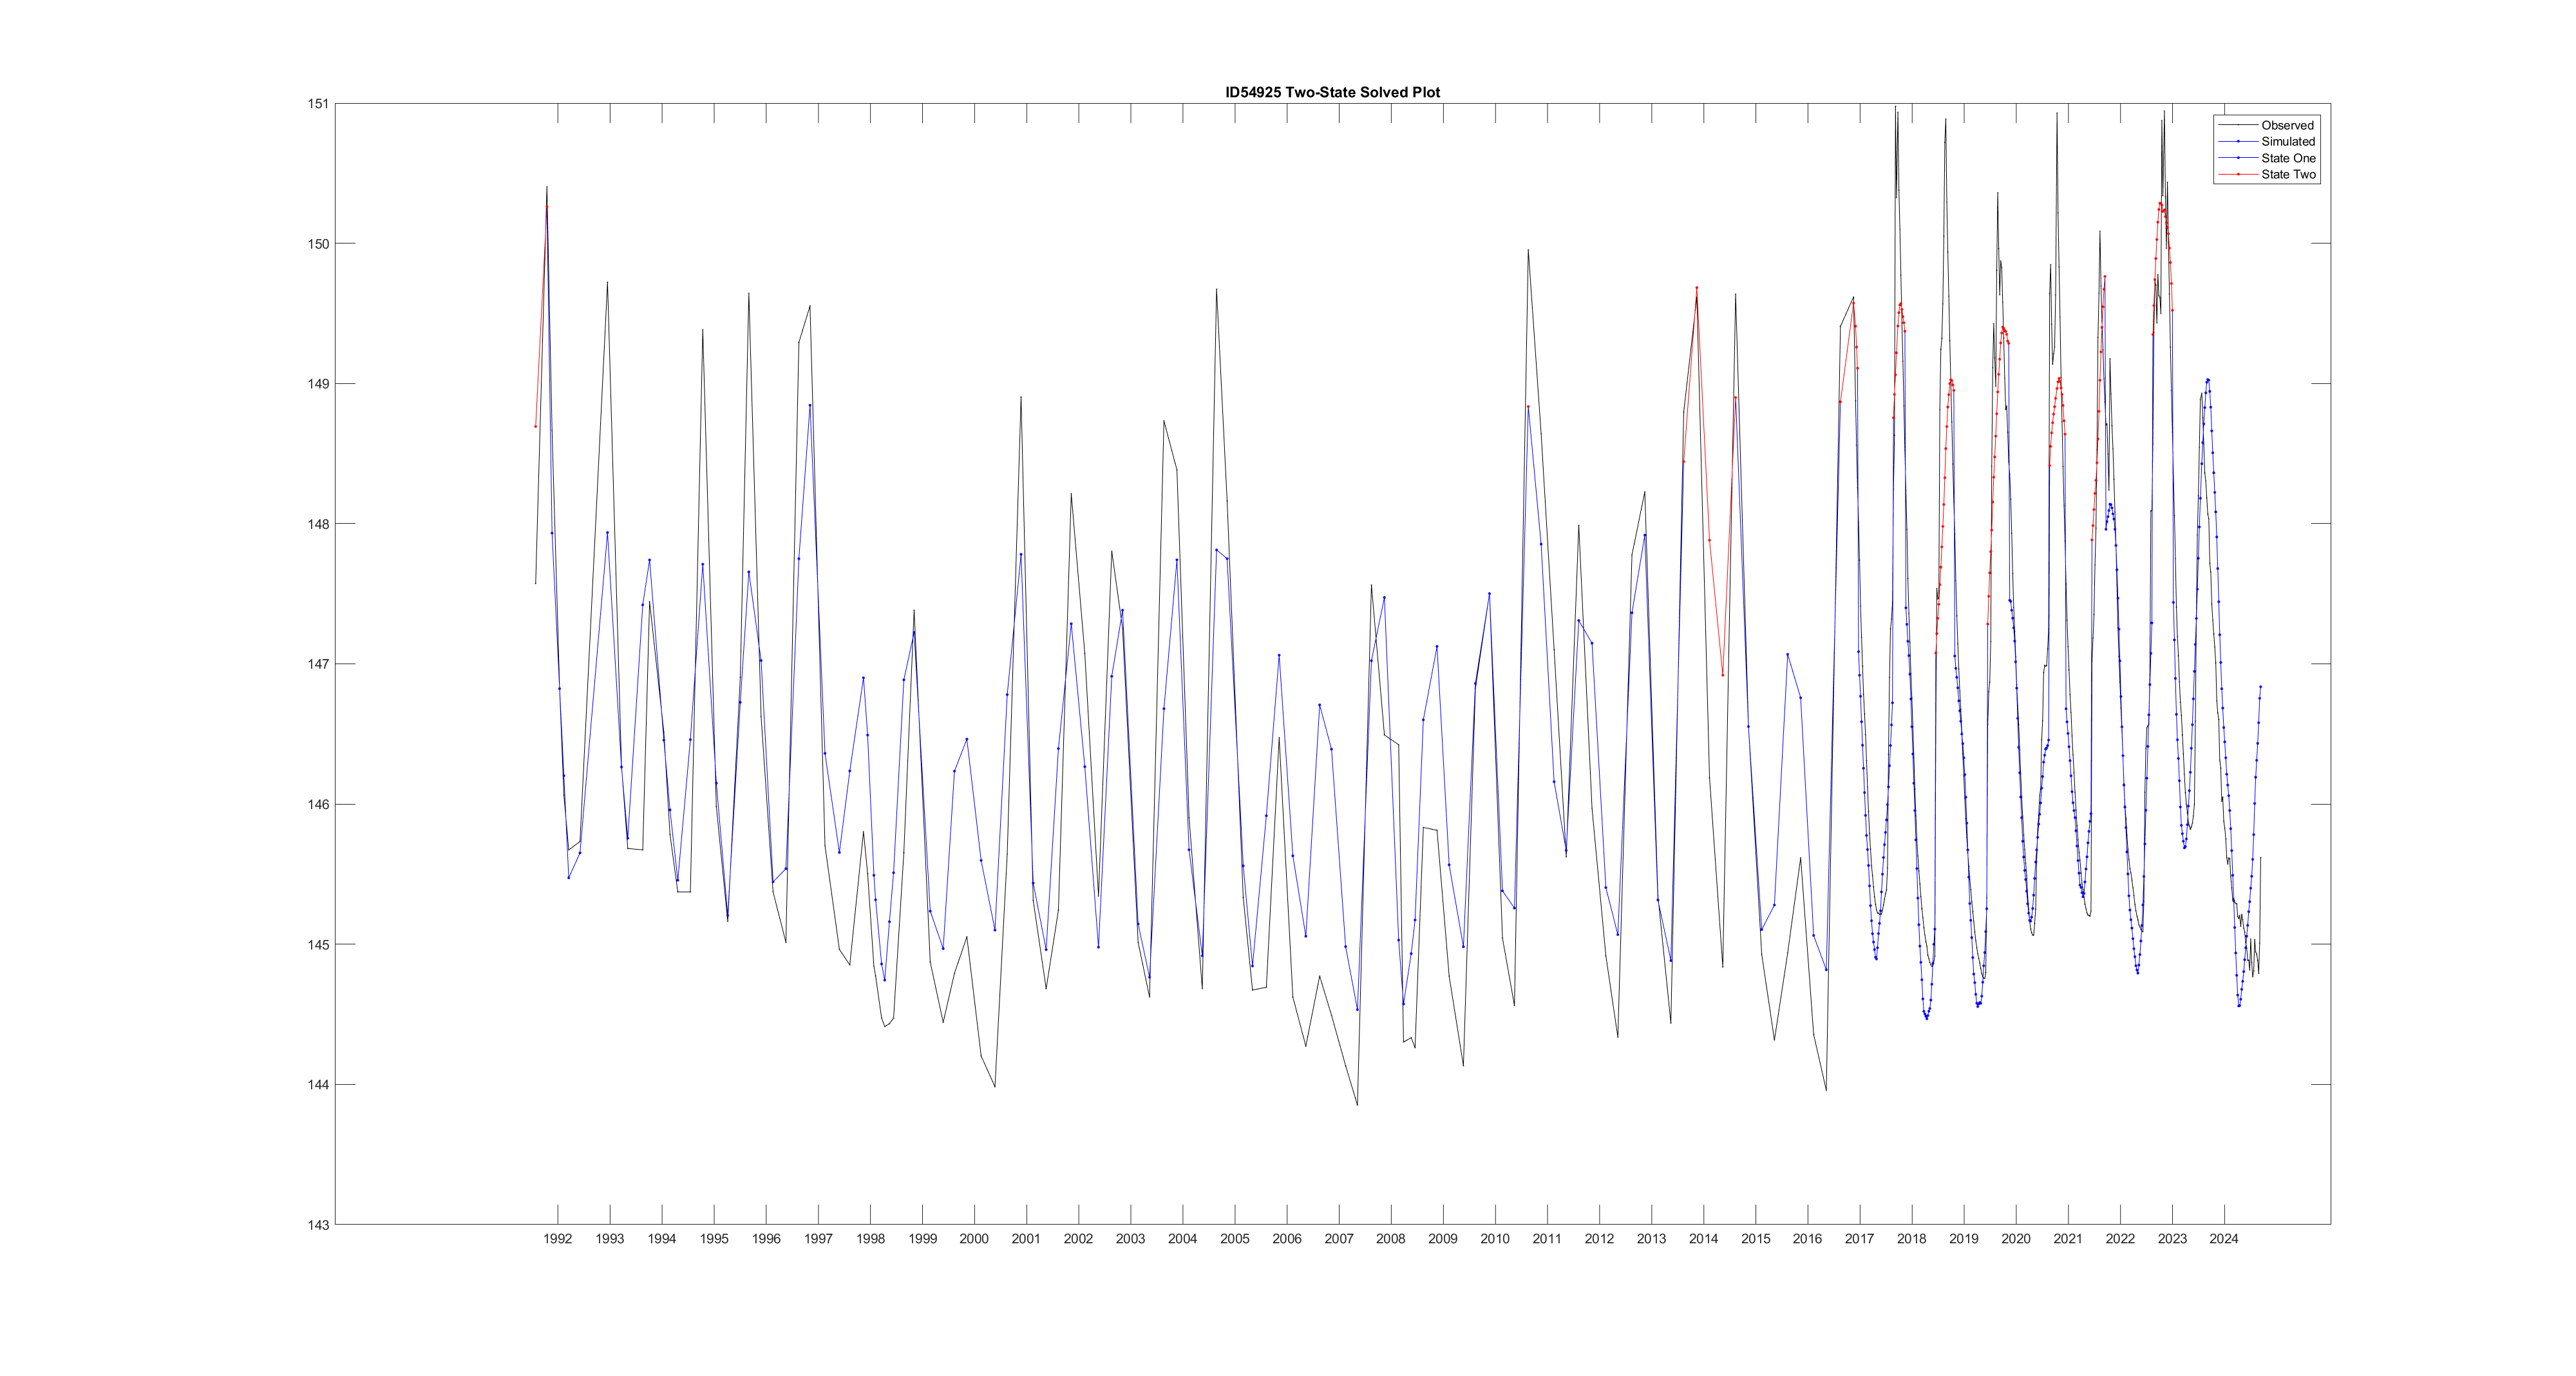 ID54925 Two-State Solved Plot
151
150
149
148
147
146
145
144
143
Observed
Simulated
State One
State Two
1992 1993 1994 1995 1996 1997 1998 1999 2000 2001 2002 2003 2004 2005 2006 2007 2008 2009 2010 2011 2012 2013 2014 2015 2016 2017 2018 2019 2020 2021 2022 2023 2024